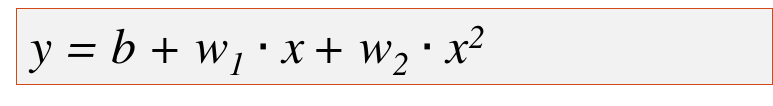 y = b + w₁ · x + w₂ · x²